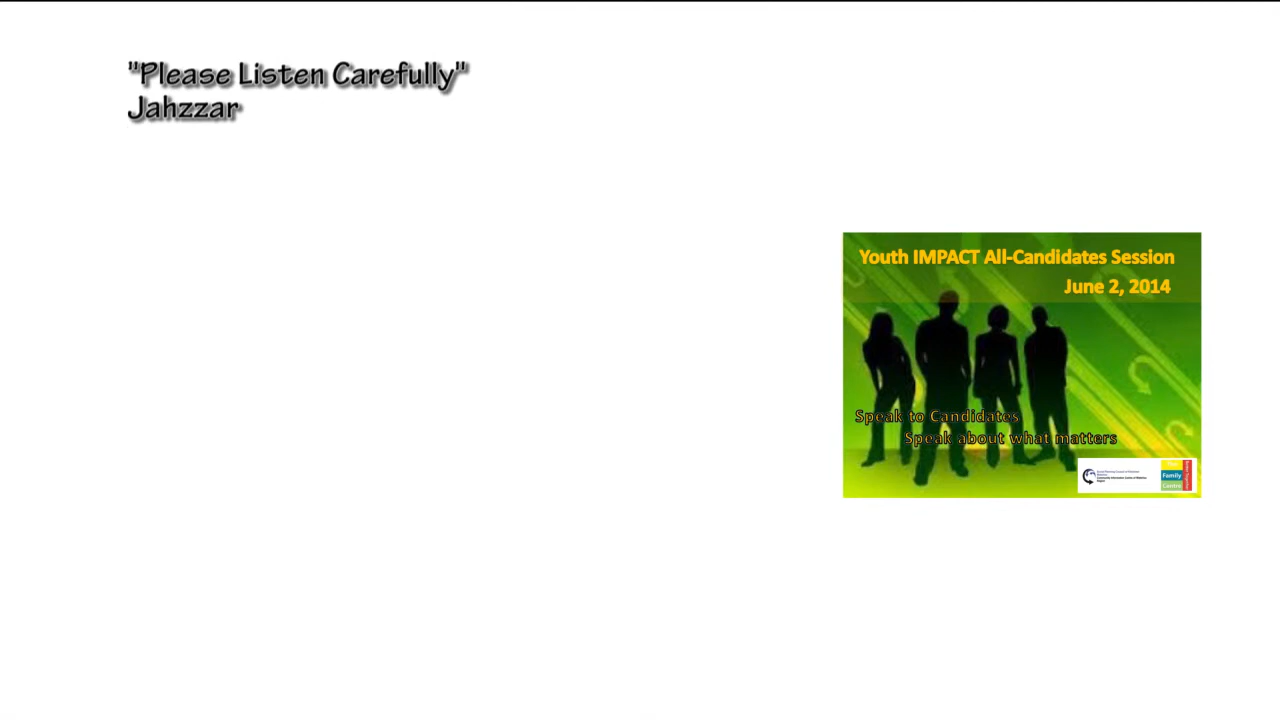 "Please Listen Carefully"
Jahzzar
Youth IMPACT All-Candidates Session
June 2, 2014
Speak to Candidates
Speak about what matters
Family
Centre